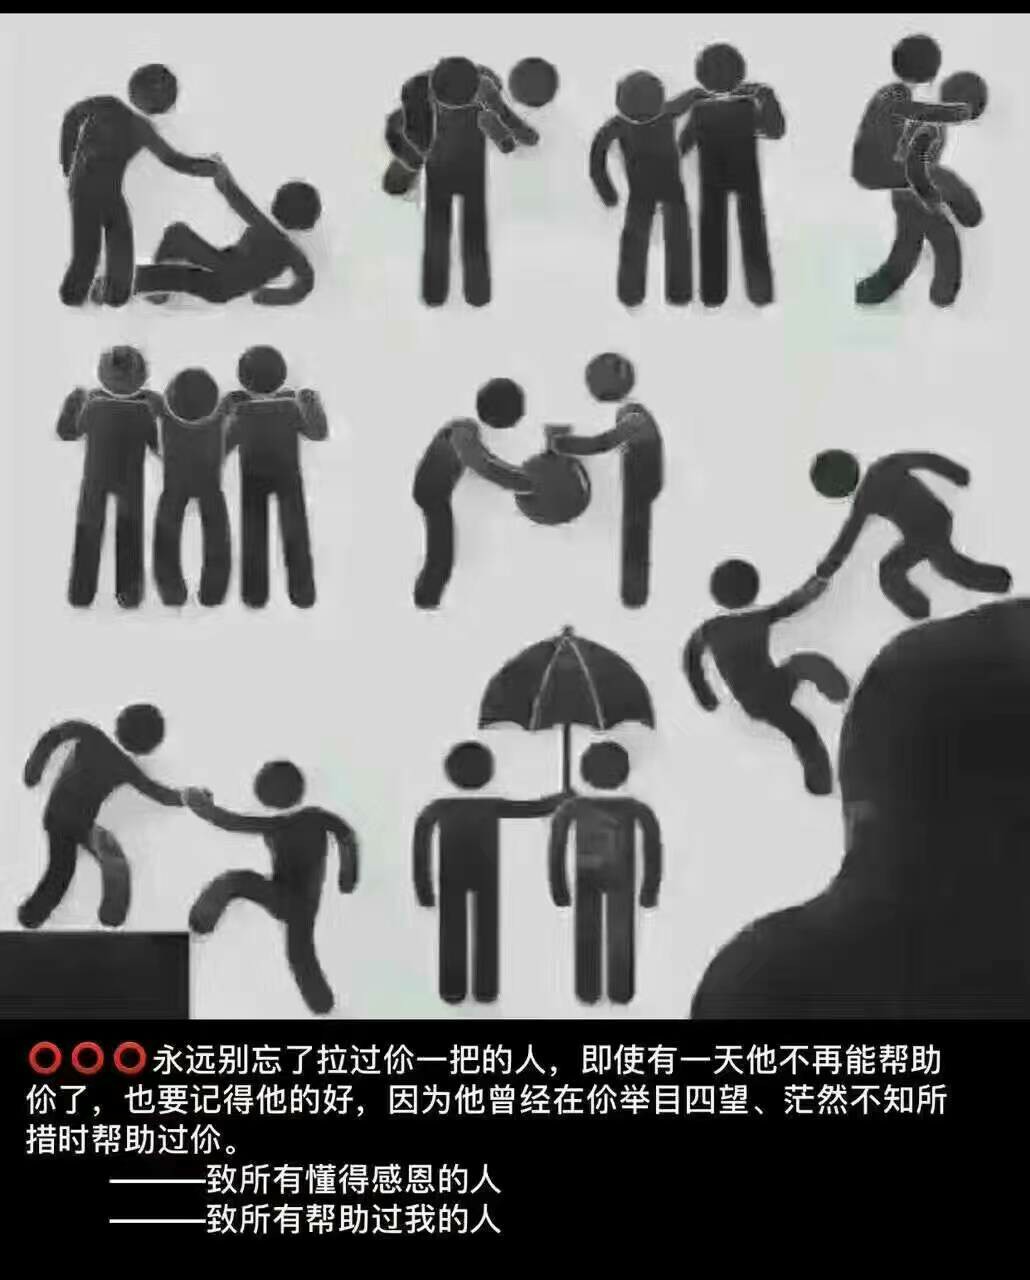 ⭕⭕⭕永远别忘了拉过你一把的人，即使有一天他不再能帮助
你了，也要记得他的好，因为他曾经在你举目四望、茫然不知所
措时帮助过你。
———致所有懂得感恩的人
———致所有帮助过我的人